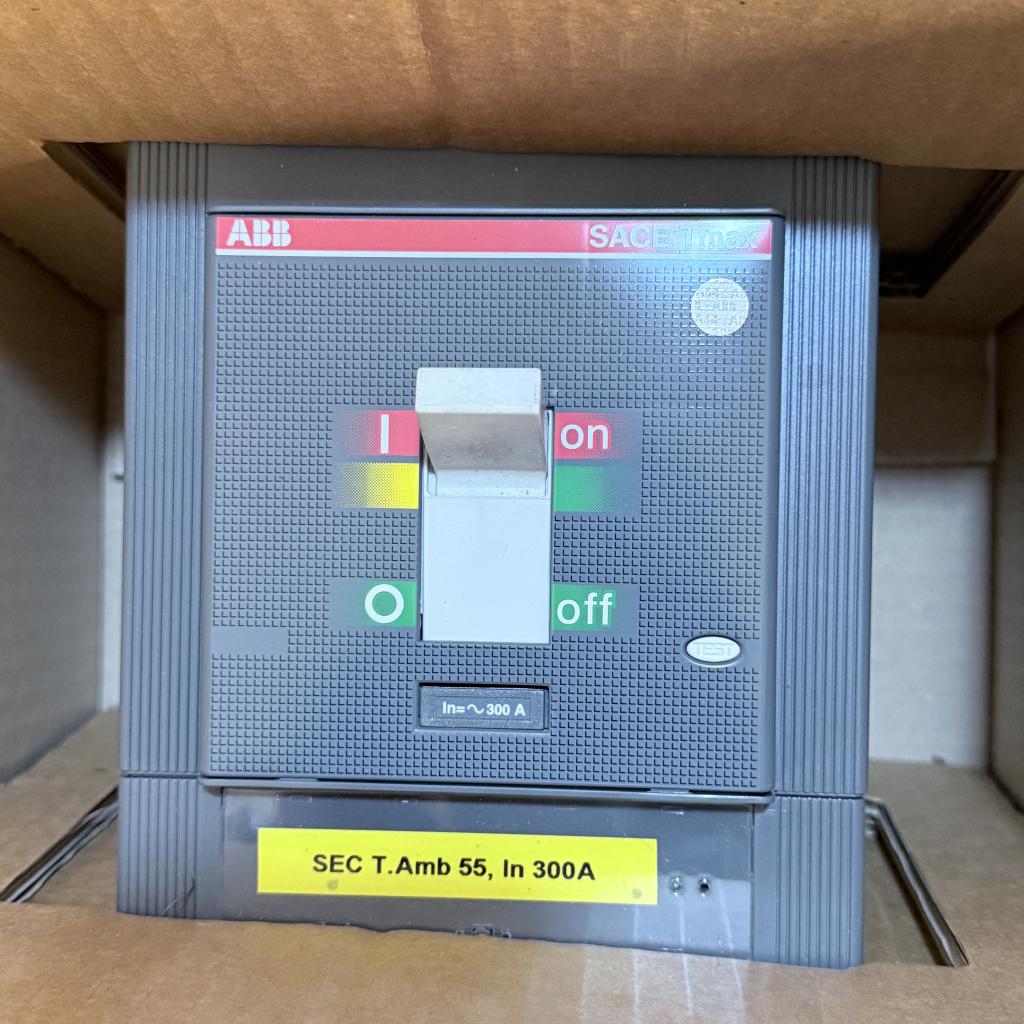 ABB SACE Tmax
I on
O off
TEST
In=~300 A
SEC T.Amb 55, In 300A